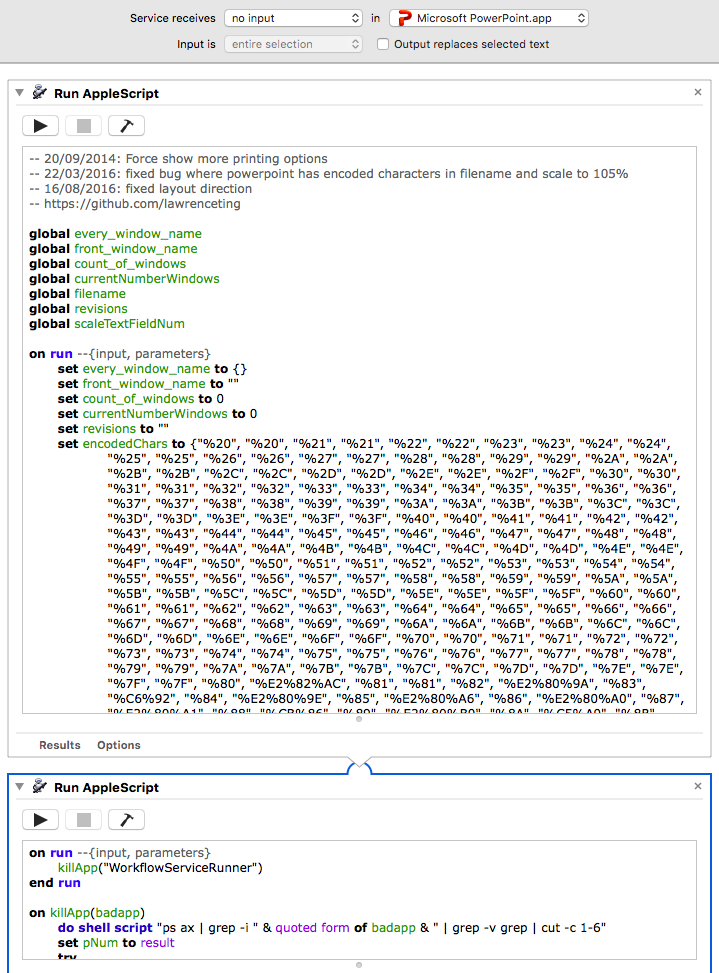 Service receives no input in Microsoft PowerPoint.app
Input is entire selection Output replaces selected text
Run AppleScript
-- 20/09/2014: Force show more printing options
-- 22/03/2016: fixed bug where powerpoint has encoded characters in filename and scale to 105%
-- 16/08/2016: fixed layout direction
-- https://github.com/lawrenceting
global every_window_name
global front_window_name
global count_of_windows
global currentNumberWindows
global filename
global revisions
global scaleTextFieldNum
on run --{input, parameters}
set every_window_name to {}
set front_window_name to ""
set count_of_windows to 0
set currentNumberWindows to 0
set revisions to ""
set encodedChars to {"%20", "%20", "%21", "%21", "%22", "%22", "%23", "%23", "%24", "%24",
"%25", "%25", "%26", "%26", "%27", "%27", "%28", "%28", "%29", "%29", "%2A", "%2A",
"%2B", "%2B", "%2C", "%2C", "%2D", "%2D", "%2E", "%2E", "%2F", "%2F", "%30", "%30",
"%31", "%31", "%32", "%32", "%33", "%33", "%34", "%34", "%35", "%35", "%36", "%36",
"%37", "%37", "%38", "%38", "%39", "%39", "%3A", "%3A", "%3B", "%3B", "%3C", "%3C",
"%3D", "%3D", "%3E", "%3E", "%3F", "%3F", "%40", "%40", "%41", "%41", "%42", "%42",
"%43", "%43", "%44", "%44", "%45", "%45", "%46", "%46", "%47", "%47", "%48", "%48",
"%49", "%49", "%4A", "%4A", "%4B", "%4B", "%4C", "%4C", "%4D", "%4D", "%4E", "%4E",
"%4F", "%4F", "%50", "%50", "%51", "%51", "%52", "%52", "%53", "%53", "%54", "%54",
"%55", "%55", "%56", "%56", "%57", "%57", "%58", "%58", "%59", "%59", "%5A", "%5A",
"%5B", "%5B", "%5C", "%5C", "%5D", "%5D", "%5E", "%5E", "%5F", "%5F", "%60", "%60",
"%61", "%61", "%62", "%62", "%63", "%63", "%64", "%64", "%65", "%65", "%66", "%66",
"%67", "%67", "%68", "%68", "%69", "%69", "%6A", "%6A", "%6B", "%6B", "%6C", "%6C",
"%6D", "%6D", "%6E", "%6E", "%6F", "%6F", "%70", "%70", "%71", "%71", "%72", "%72",
"%73", "%73", "%74", "%74", "%75", "%75", "%76", "%76", "%77", "%77", "%78", "%78",
"%79", "%79", "%7A", "%7A", "%7B", "%7B", "%7C", "%7C", "%7D", "%7D", "%7E", "%7E",
"%7F", "%7F", "%80", "%E2%82%AC", "%81", "%81", "%82", "%E2%80%9A", "%83",
"%C6%92", "%84", "%E2%80%9E", "%85", "%E2%80%A6", "%86", "%E2%80%A0", "%87",
"%E2%80%A1", "%88", "%CB%86", "%89", "%E2%80%B0", "%8A", "%C5%A0", "%8B",
Results Options
Run AppleScript
on run --{input, parameters}
killApp("WorkflowServiceRunner")
end run
on killApp(badapp)
do shell script "ps ax | grep -i " & quoted form of badapp & " | grep -v grep | cut -c 1-6"
set pNum to result
try